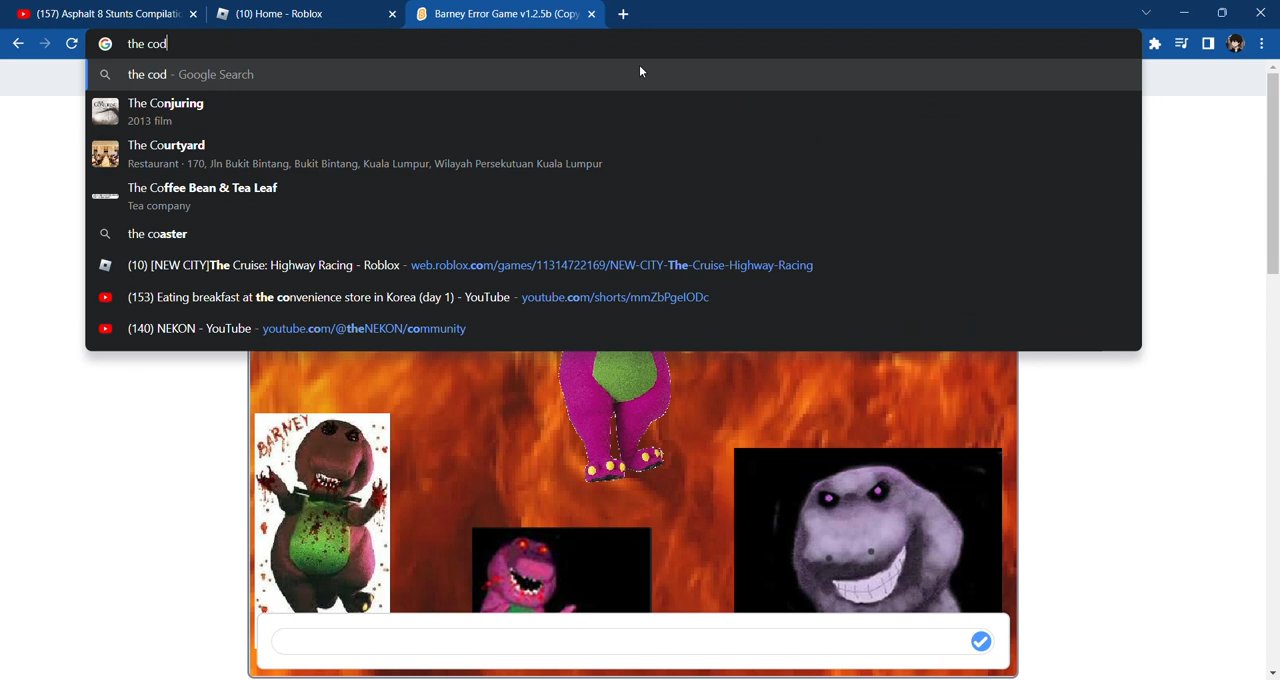 (157) Asphalt 8 Stunts Compilatic
(10) Home - Roblox
Barney Error Game v1.2.5b (Copy
the cod
the cod - Google Search
The Conjuring
2013 film
The Courtyard
Restaurant · 170, Jln Bukit Bintang, Bukit Bintang, Kuala Lumpur, Wilayah Persekutuan Kuala Lumpur
The Coffee Bean & Tea Leaf
Tea company
the coaster
(10) [NEW CITY]The Cruise: Highway Racing - Roblox - web.roblox.com/games/11314722169/NEW-CITY-The-Cruise-Highway-Racing
(153) Eating breakfast at the convenience store in Korea (day 1) - YouTube - youtube.com/shorts/mmZbPgelODc
(140) NEKON - YouTube - youtube.com/@theNEKON/community
BARNEY